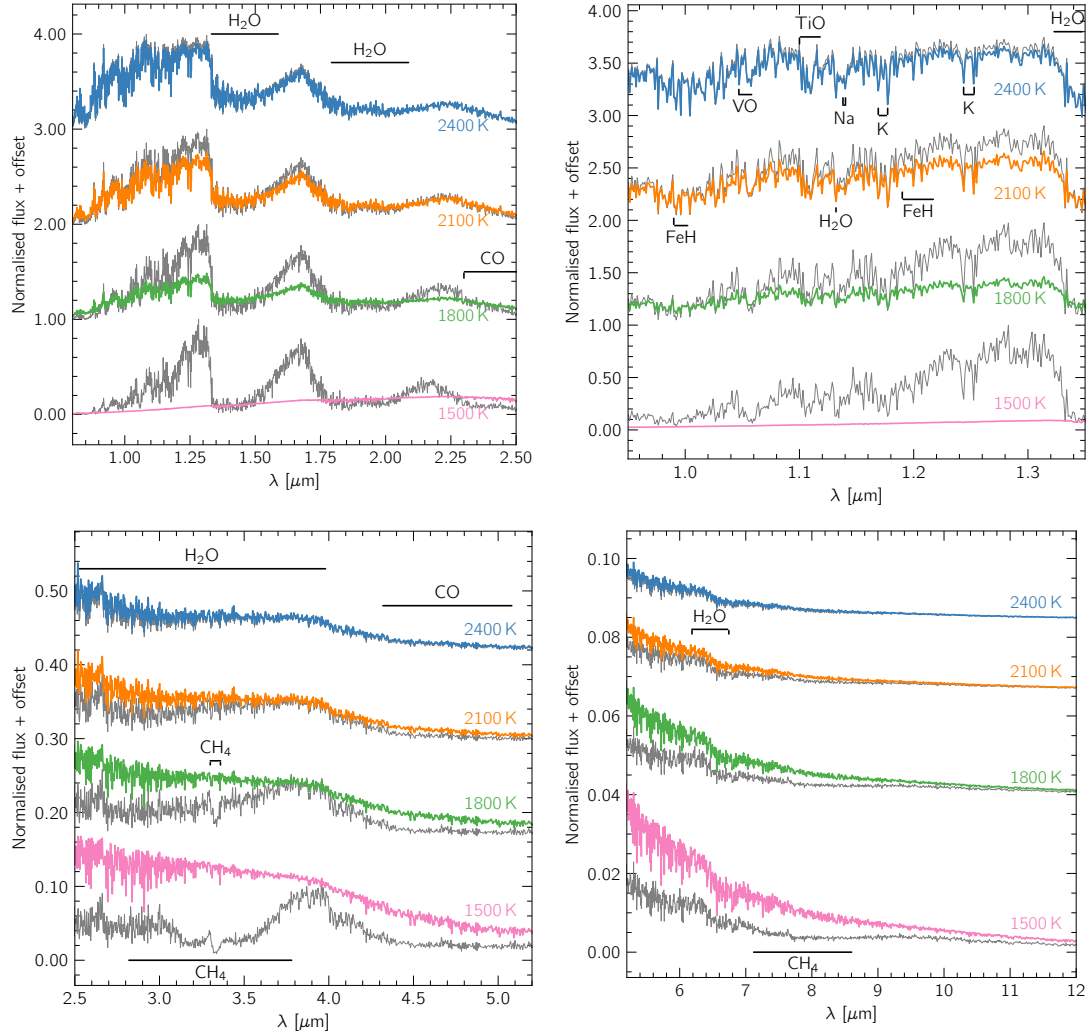 H₂O
H₂O
4.00
2400 K
3.00
2100 K
2.00
CO
1800 K
1.00
1500 K
0.00
1.00 1.25 1.50 1.75 2.00 2.25 2.50
λ [μm]
Normalised flux + offset
TiO
H₂O
4.00
3.50
2400 K
VO
Na
K
K
3.00
2.50
2100 K
2.00
FeH
H₂O
FeH
1.50
1800 K
1.00
0.50
1500 K
0.00
1.0 1.1 1.2 1.3
λ [μm]
Normalised flux + offset
H₂O
0.50
CO
2400 K
0.40
2100 K
0.30
CH₄
0.20
1800 K
0.10
1500 K
0.00
CH₄
2.5 3.0 3.5 4.0 4.5 5.0
λ [μm]
Normalised flux + offset
0.10
2400 K
H₂O
0.08
2100 K
0.06
1800 K
0.04
0.02
1500 K
0.00
CH₄
6 7 8 9 10 11 12
λ [μm]
Normalised flux + offset